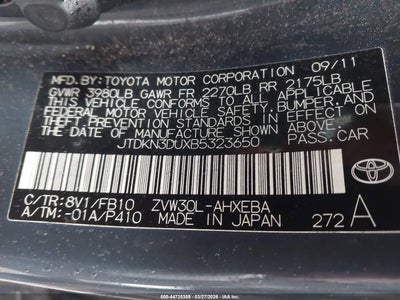 MFD. BY: TOYOTA MOTOR CORPORATION 09/11
GVWR 3980LB GAWR FR 2270LB RR 2175LB
THIS VEHICLE CONFORMS TO ALL APPLICABLE
FEDERAL MOTOR VEHICLE SAFETY, BUMPER, AND
THEFT PREVENTION STANDARDS IN EFFECT ON
THE DATE OF MANUFACTURE SHOWN ABOVE.
JTDKN3DUXB5323650 PASS.CAR
C/TR: 8V1/FB10 ZVW30L-AHXEBA
A/TM: -01A/P410 MADE IN JAPAN 272 A
TOYOTA
000-44725399 - 03/27/2026 - IAA Inc.